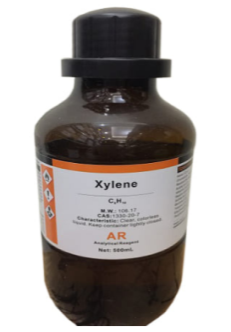 Xylene
C₈H₁₀
M.W.: 106.17
CAS: 1330-20-7
Characteristic: Clear, colorless
liquid. Keep container tightly closed.
AR
Analytical Reagent
Net: 500mL